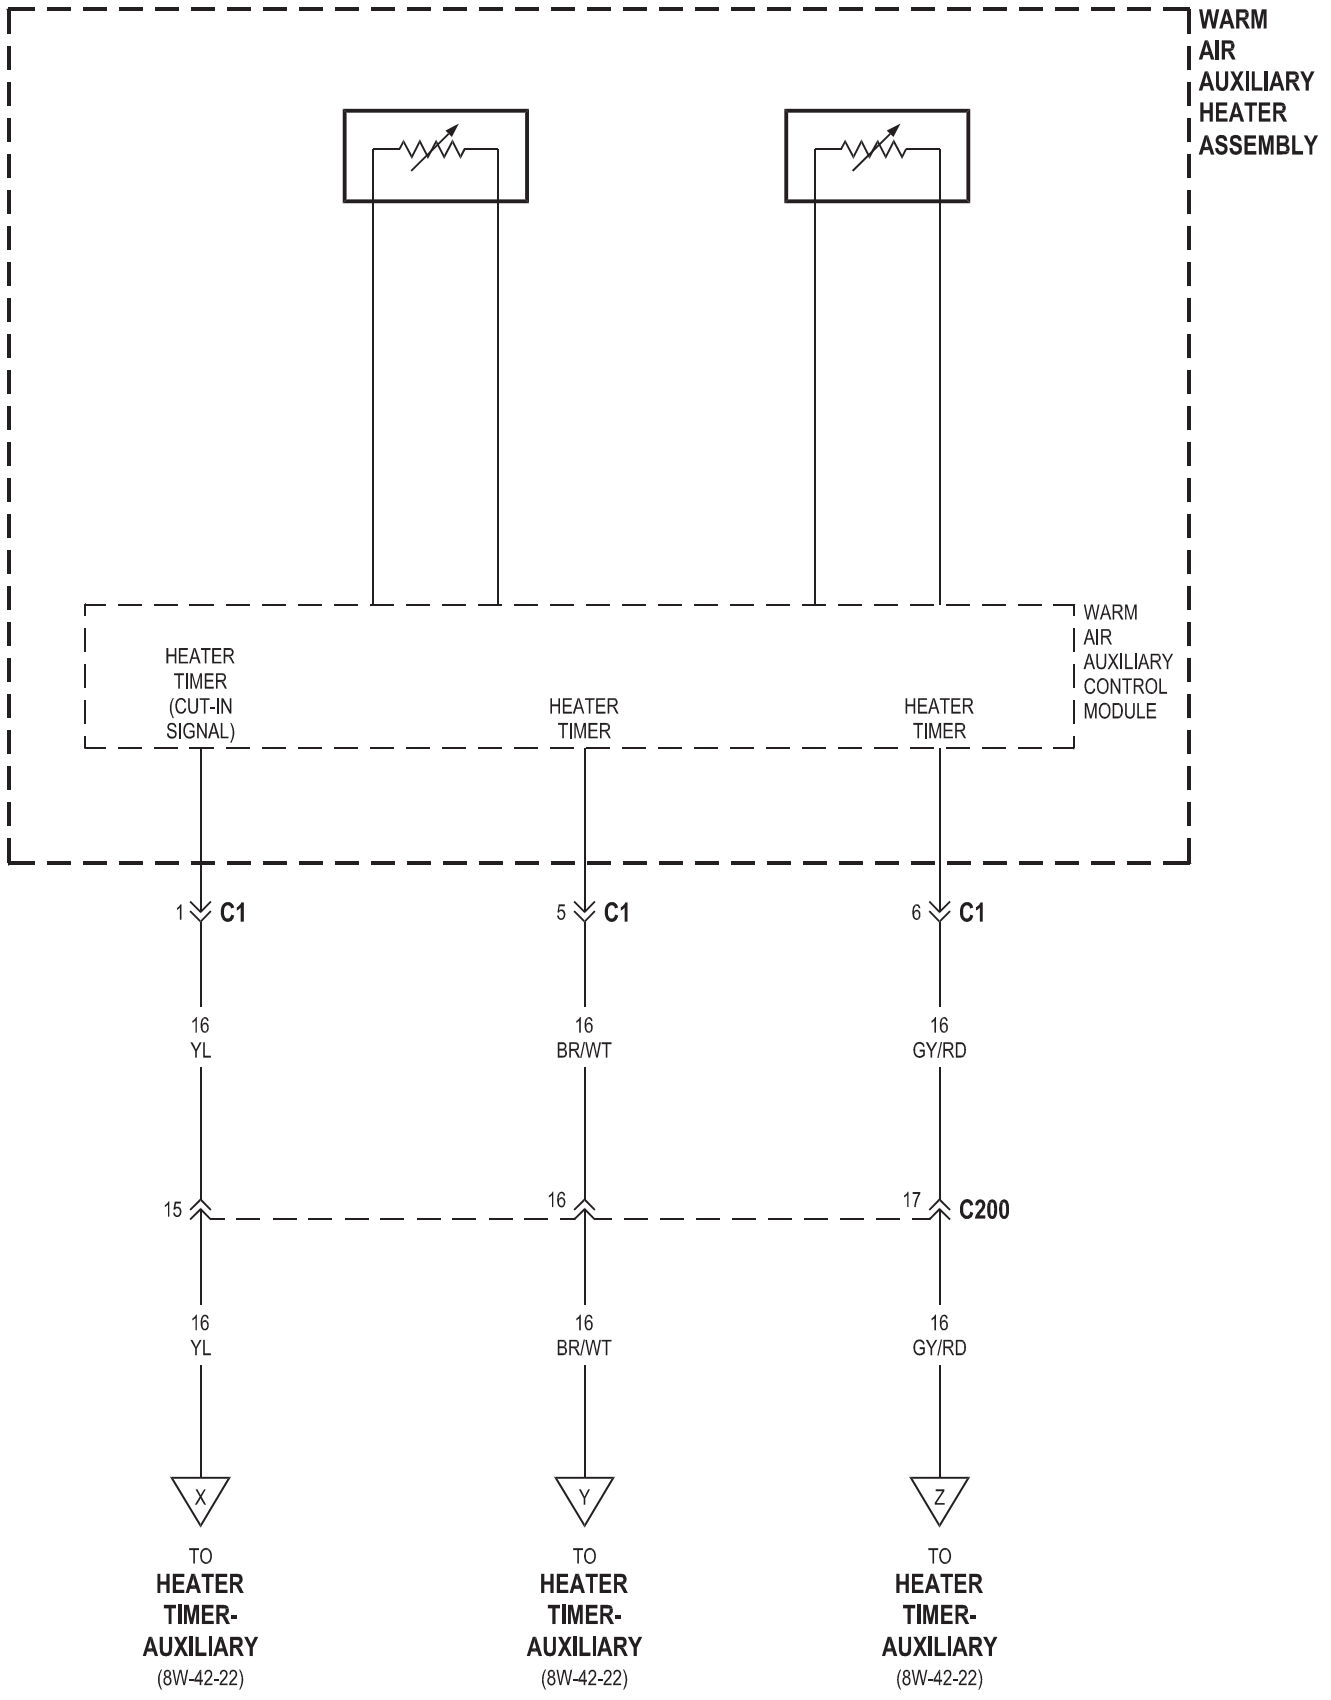 WARM
AIR
AUXILIARY
HEATER
ASSEMBLY
WARM
AIR
AUXILIARY
CONTROL
MODULE
HEATER
TIMER
(CUT-IN
SIGNAL)
HEATER
TIMER
HEATER
TIMER
1 C1 5 C1 6 C1
16 16 16
YL BR/WT GY/RD
15 16 17 C200
16 16 16
YL BR/WT GY/RD
X Y Z
TO TO TO
HEATER HEATER HEATER
TIMER- TIMER- TIMER-
AUXILIARY AUXILIARY AUXILIARY
(8W-42-22) (8W-42-22) (8W-42-22)